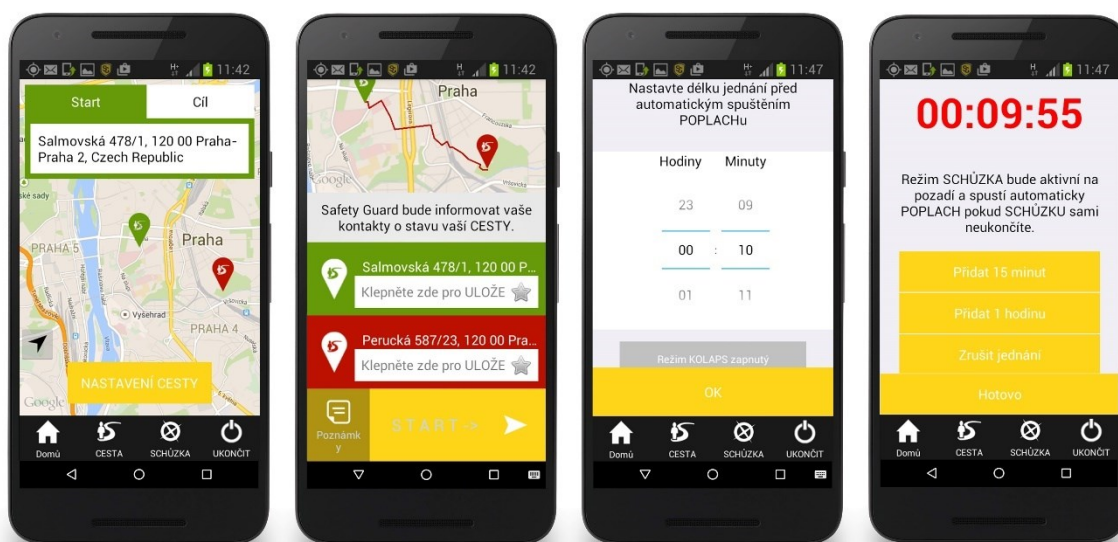 11:42
Start
Cíl
Salmovská 478/1, 120 00 Praha-
Praha 2, Czech Republic
PRAHA 5
Praha
Vyšehrad
PRAHA 4
NASTAVENÍ CESTY
Google
Domů
CESTA
SCHŮZKA
UKONČIT
11:42
Praha
Google
Safety Guard bude informovat vaše
kontakty o stavu vaší CESTY.
Salmovská 478/1, 120 00 P...
Klepněte zde pro ULOŽE
Perucká 587/23, 120 00 Pra...
Klepněte zde pro ULOŽE
Poznámk
y
START->
11:47
Nastavte délku jednání před
automatickým spuštěním
POPLACHu
Hodiny Minuty
23 09
00 : 10
01 11
Režim KOLAPS zapnutý
OK
Domů
CESTA
SCHŮZKA
UKONČIT
11:47
00:09:55
Režim SCHŮZKA bude aktivní na
pozadí a spustí automaticky
POPLACH pokud SCHŮZKU sami
neukončíte.
Přidat 15 minut
Přidat 1 hodinu
Zrušit jednání
Hotovo
Domů
CESTA
SCHŮZKA
UKONČIT